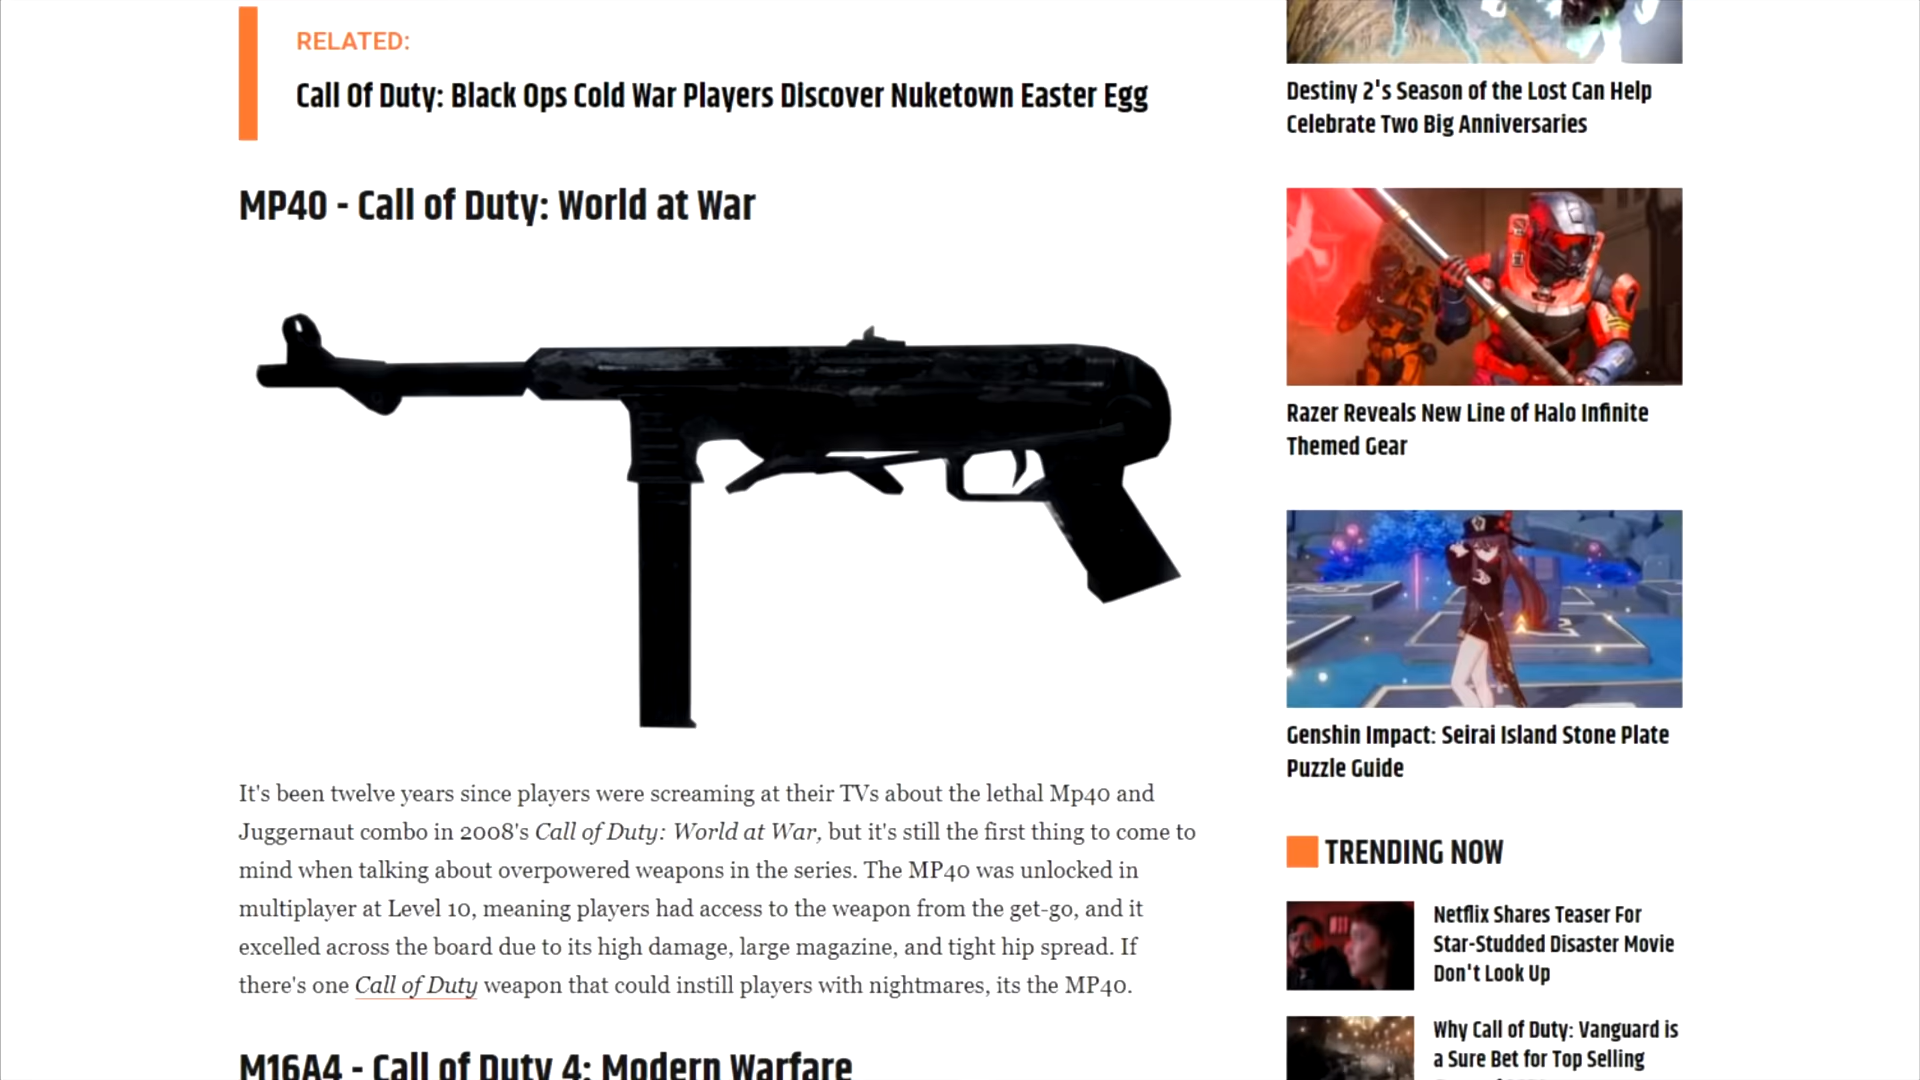 RELATED:
Call Of Duty: Black Ops Cold War Players Discover Nuketown Easter Egg
MP40 - Call of Duty: World at War
It's been twelve years since players were screaming at their TVs about the lethal Mp40 and
Juggernaut combo in 2008's Call of Duty: World at War, but it's still the first thing to come to
mind when talking about overpowered weapons in the series. The MP40 was unlocked in
multiplayer at Level 10, meaning players had access to the weapon from the get-go, and it
excelled across the board due to its high damage, large magazine, and tight hip spread. If
there's one Call of Duty weapon that could instill players with nightmares, its the MP40.
M16A4 - Call of Duty 4: Modern Warfare
Destiny 2's Season of the Lost Can Help
Celebrate Two Big Anniversaries
Razer Reveals New Line of Halo Infinite
Themed Gear
Genshin Impact: Seirai Island Stone Plate
Puzzle Guide
TRENDING NOW
Netflix Shares Teaser For
Star-Studded Disaster Movie
Don't Look Up
Why Call of Duty: Vanguard is
a Sure Bet for Top Selling